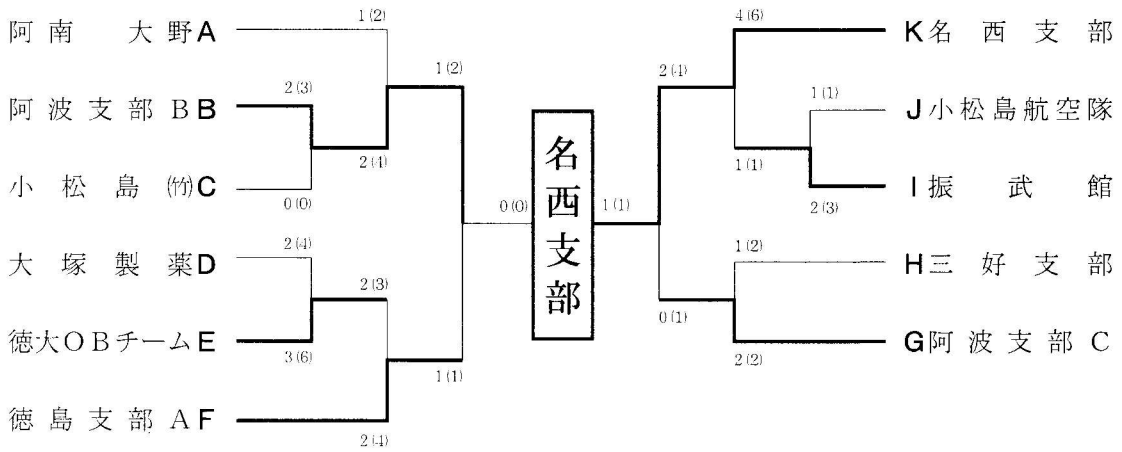 阿南大野A
1(2)
2(3)
1(2)
阿波支部BB
2(4)
小松島㈅C
0(0)
2(4)
大塚製薬D
2(3)
徳大OBチームE
3(6)
1(1)
徳島支部AF
2(4)
0(0)
名西支部
1(1)
4(6)
K名西支部
2(4)
1(1)
J小松島航空隊
1(1)
I振武館
2(3)
1(2)
H三好支部
0(1)
G阿波支部C
2(2)